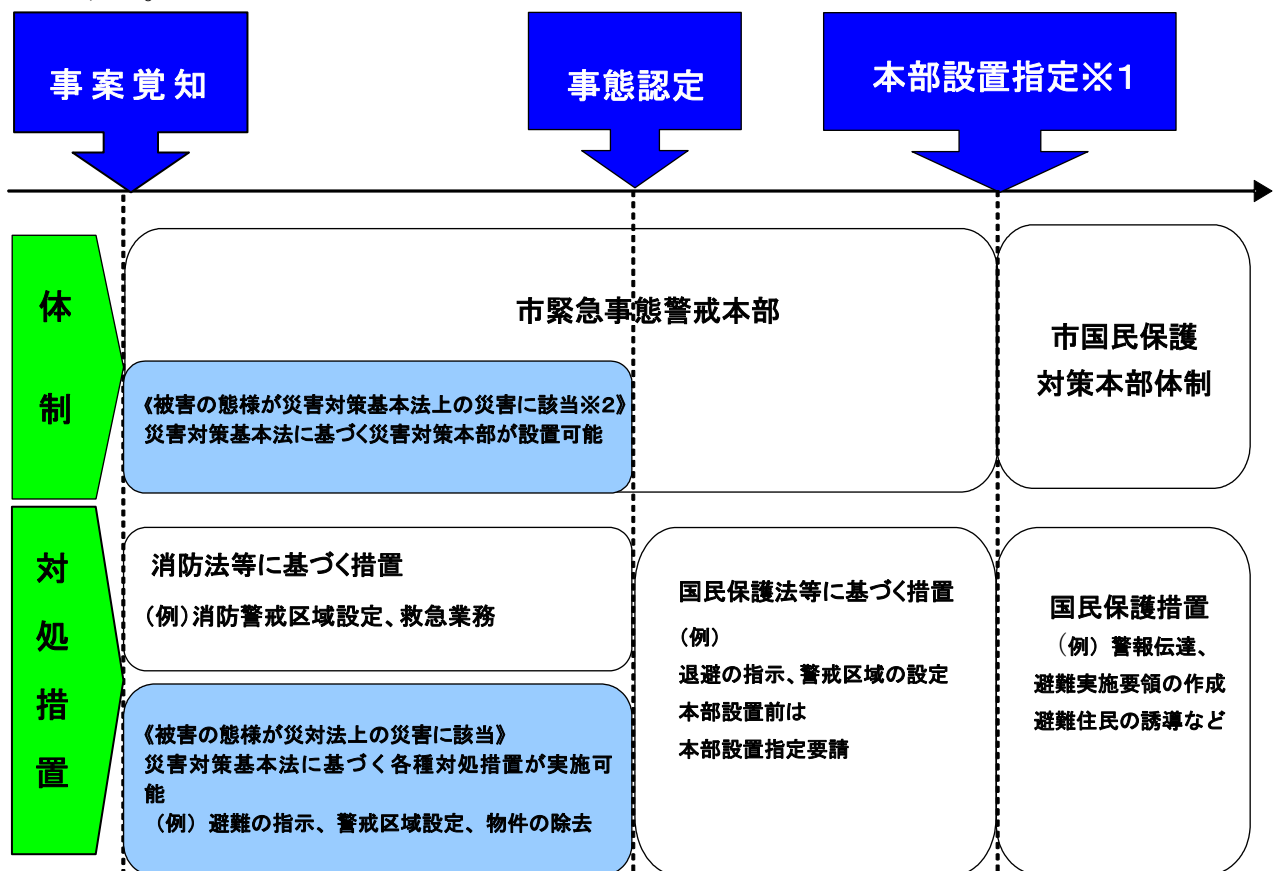 事案覚知
事態認定
本部設置指定※1
体制
市緊急事態警戒本部
《被害の態様が災害対策基本法上の災害に該当※2》
災害対策基本法に基づく災害対策本部が設置可能
市国民保護
対策本部体制
対処措置
消防法等に基づく措置
(例)消防警戒区域設定、救急業務
《被害の態様が災対法上の災害に該当》
災害対策基本法に基づく各種対処措置が実施可
能
(例) 避難の指示、警戒区域設定、物件の除去
国民保護法等に基づく措置
(例)
退避の指示、警戒区域の設定
本部設置前は
本部設置指定要請
国民保護措置
(例) 警報伝達、
避難実施要領の作成
避難住民の誘導など